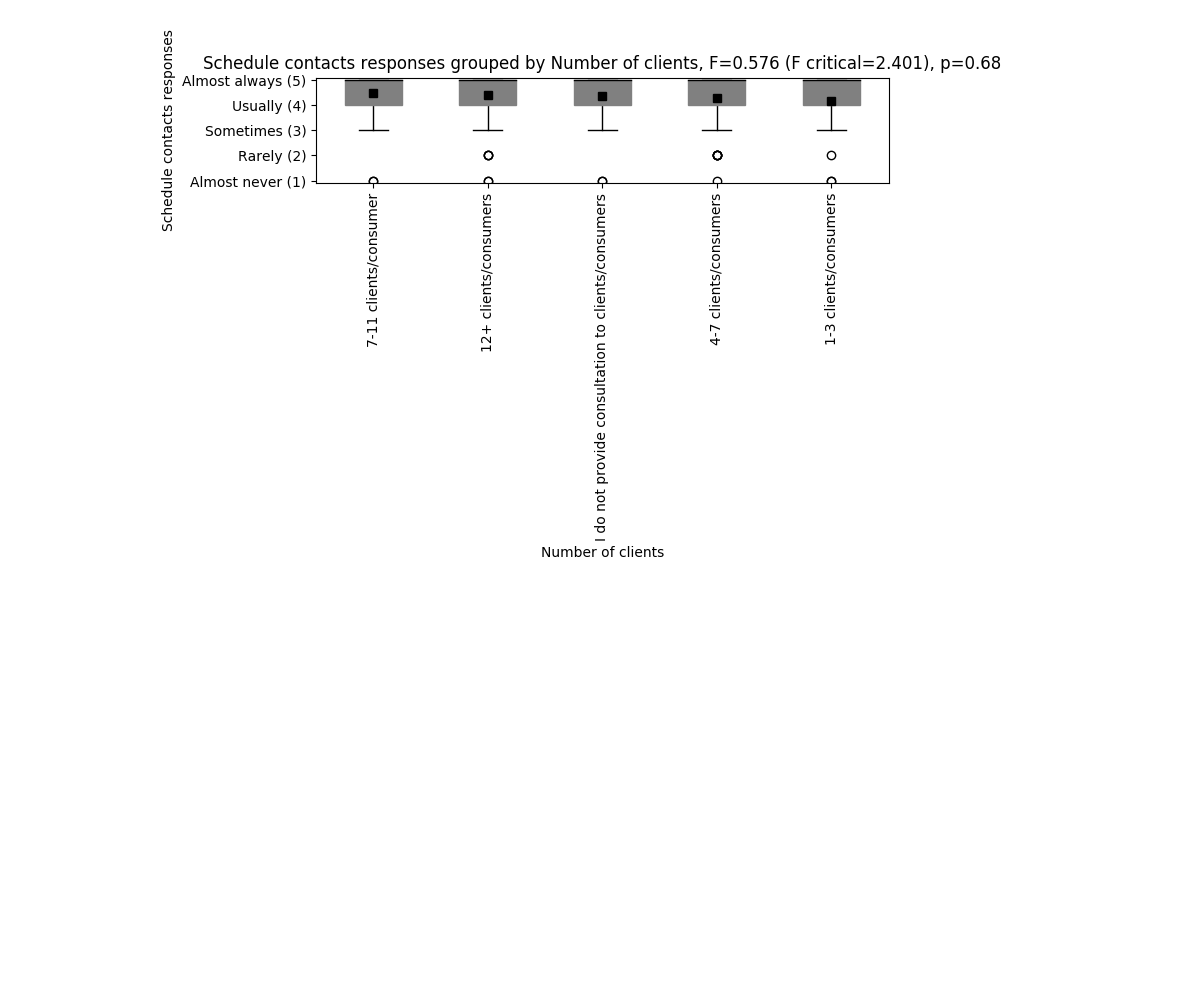 Schedule contacts responses grouped by Number of clients, F=0.576 (F critical=2.401), p=0.68
Schedule contacts responses
Almost always (5)
Usually (4)
Sometimes (3)
Rarely (2)
Almost never (1)
7-11 clients/consumer
12+ clients/consumers
I do not provide consultation to clients/consumers
4-7 clients/consumers
1-3 clients/consumers
Number of clients